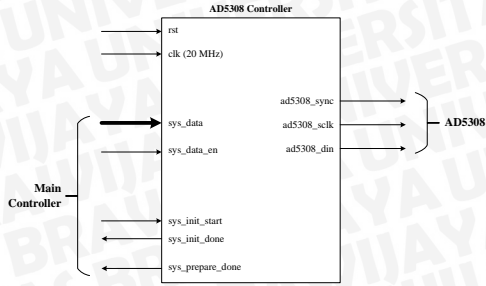 AD5308 Controller
rst
clk (20 MHz)
ad5308_sync
sys_data
ad5308_sclk
AD5308
sys_data_en
ad5308_din
Main
Controller
sys_init_start
sys_init_done
sys_prepare_done